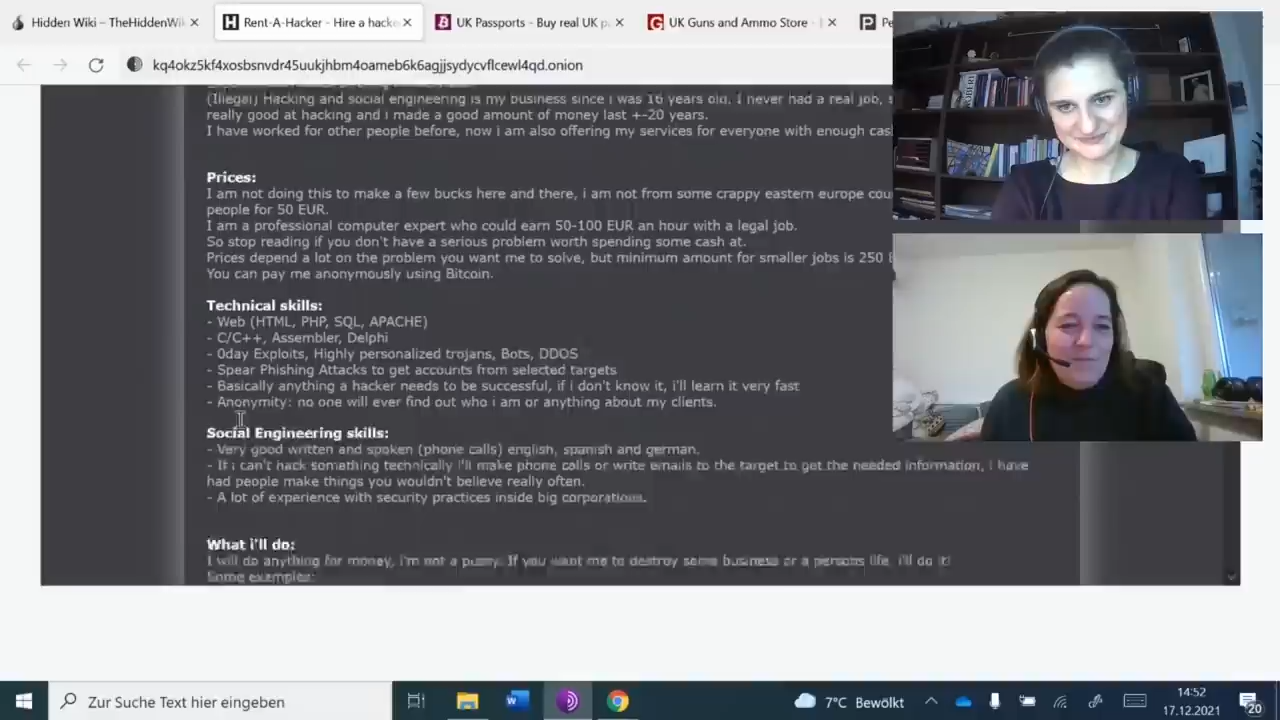 Hidden Wiki – TheHiddenWik
Rent-A-Hacker - Hire a hacke
UK Passports - Buy real UK p
UK Guns and Ammo Store -
kq4okz5kf4xosbsnvdr45uukjhbm4oameb6k6agjjsydycvflcewl4qd.onion
(Illegal) Hacking and social engineering is my business since i was 16 years old. I never had a real job, s
really good at hacking and i made a good amount of money last +-20 years.
I have worked for other people before, now i am also offering my services for everyone with enough cas
Prices:
I am not doing this to make a few bucks here and there, i am not from some crappy eastern europe cou
people for 50 EUR.
I am a professional computer expert who could earn 50-100 EUR an hour with a legal job.
So stop reading if you don't have a serious problem worth spending some cash at.
Prices depend a lot on the problem you want me to solve, but minimum amount for smaller jobs is 250 E
You can pay me anonymously using Bitcoin.
Technical skills:
- Web (HTML, PHP, SQL, APACHE)
- C/C++, Assembler, Delphi
- 0day Exploits, Highly personalized trojans, Bots, DDOS
- Spear Phishing Attacks to get accounts from selected targets
- Basically anything a hacker needs to be successful, if i don't know it, i'll learn it very fast
- Anonymity: no one will ever find out who i am or anything about my clients.
Social Engineering skills:
- Very good written and spoken (phone calls) english, spanish and german.
- If i can't hack something technically i'll make phone calls or write emails to the target to get the needed information, i have
had people make things you wouldn't believe really often.
- A lot of experience with security practices inside big corporations.
What i'll do:
I will do anything for money, i'm not a pussy. If you want me to destroy some business or a persons life, i'll do it!
Some examples:
Zur Suche Text hier eingeben
7°C Bewölkt
14:52
17.12.2021
20